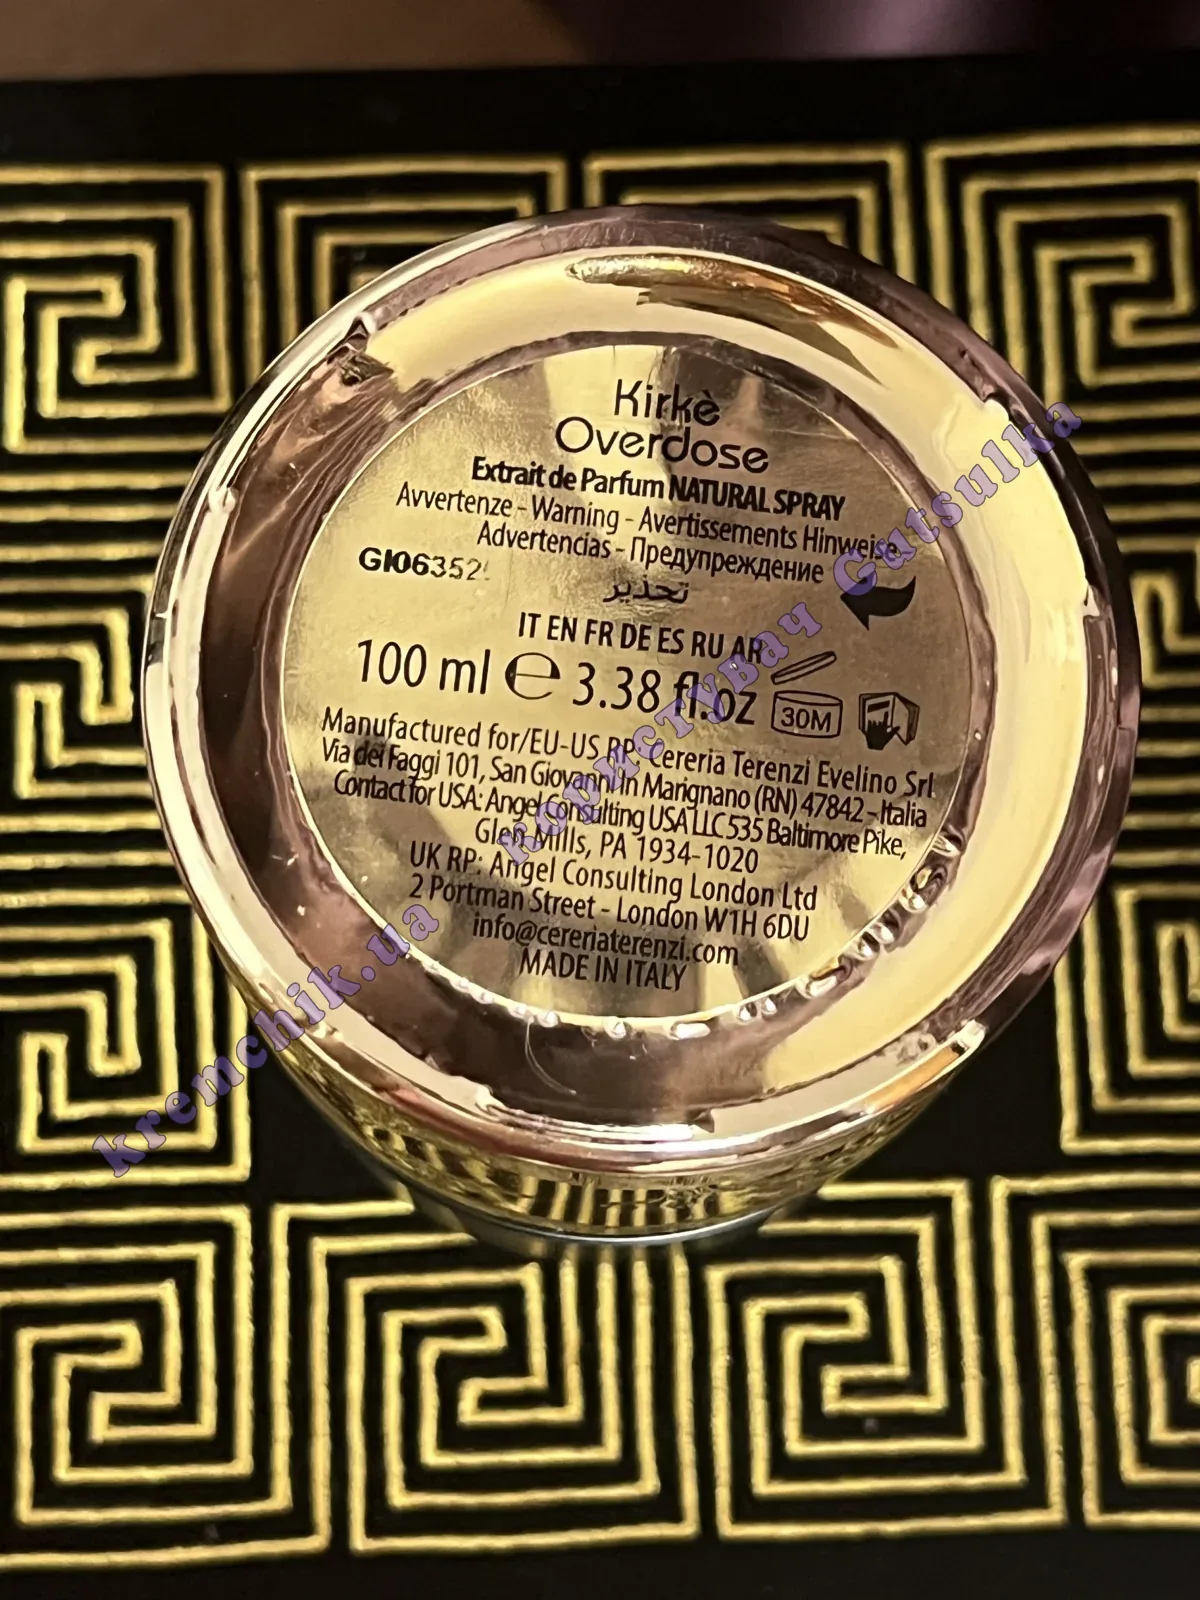 Kirkè
Overdose
Extrait de Parfum NATURAL SPRAY
Avvertenze - Warning - Avertissements Hinweise
Advertencias - Предупреждение
GI06352
تحذير
IT EN FR DE ES RU AR
100 ml ℮ 3.38 fl.oz
30M
Manufactured for/EU-US RP: Cereria Terenzi Evelino Srl
Via dei Faggi 101, San Giovanni in Marignano (RN) 47842 - Italia
Contact for USA: Angel Consulting USA LLC 535 Baltimore Pike,
Glen Mills, PA 1934-1020
UK RP: Angel Consulting London Ltd
2 Portman Street - London W1H 6DU
info@cereriaterenzi.com
MADE IN ITALY
kremchik.ua користувач Gutsulka